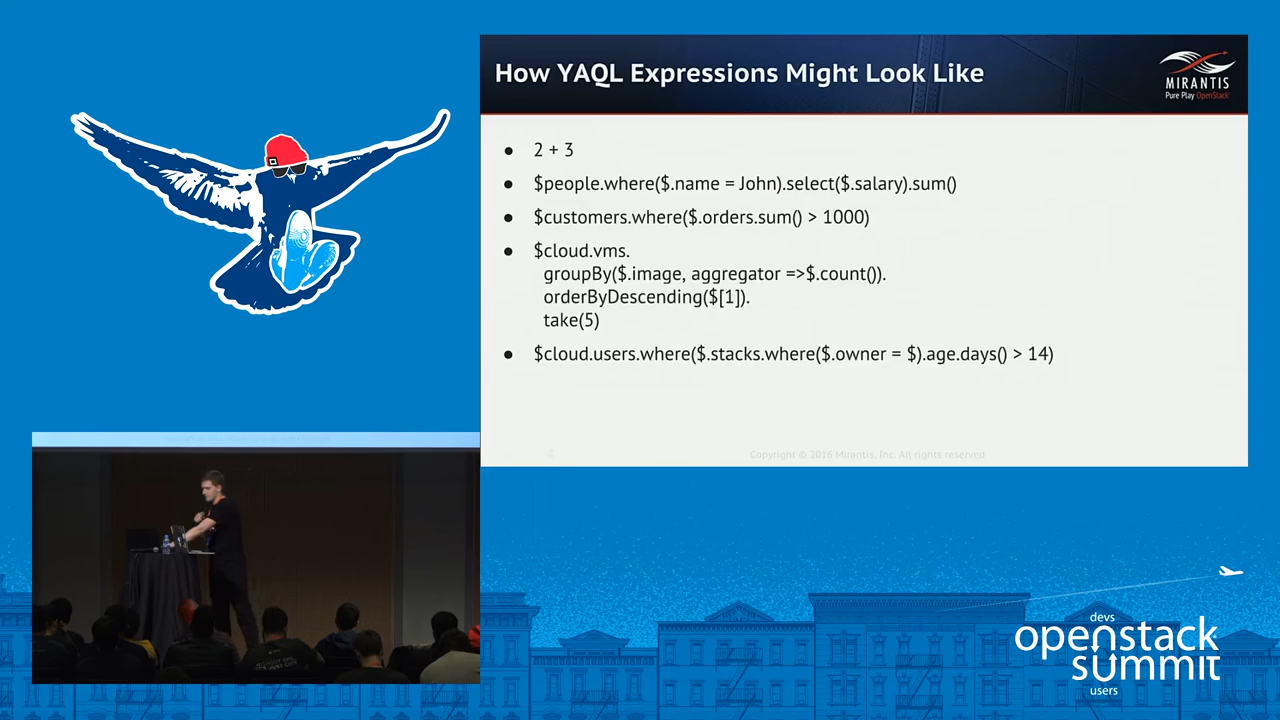 How YAQL Expressions Might Look Like
MIRANTIS
Pure Play OpenStack
● 2 + 3
● $people.where($.name = John).select($.salary).sum()
● $customers.where($.orders.sum() > 1000)
● $cloud.vms.
groupBy($.image, aggregator =>$.count()).
orderByDescending($[1]).
take(5)
● $cloud.users.where($.stacks.where($.owner = $).age.days() > 14)
Copyright © 2016 Mirantis, Inc. All rights reserved
devs
openstack
summit
users